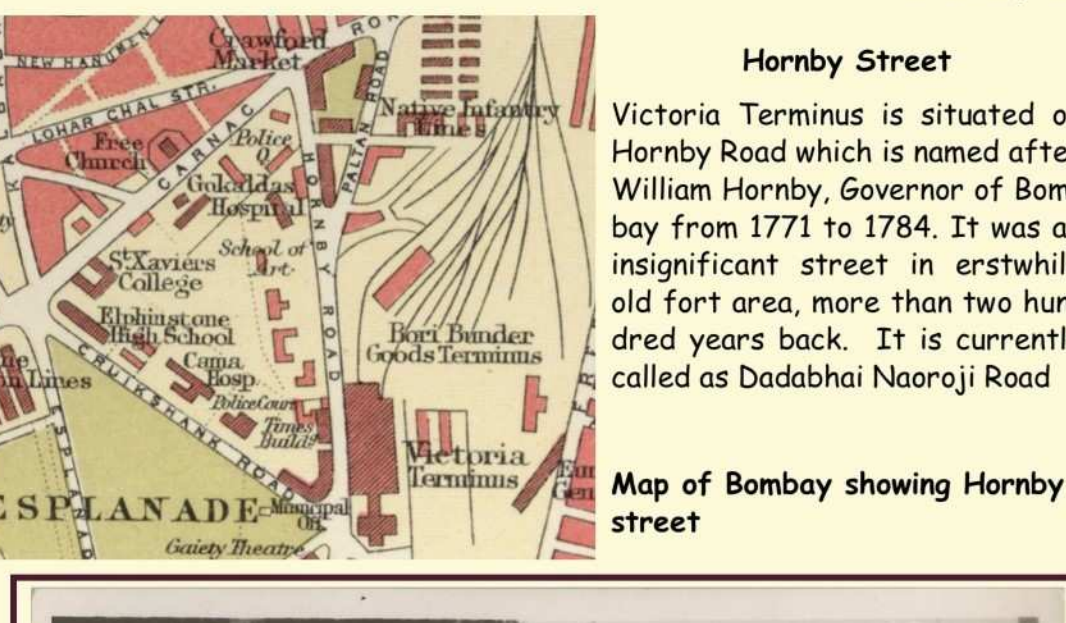 Crawford
Market
ROAD
NEW HANUMAN
LOHAR CHAL STR.
Free
Church
CARNAC
Police
Gokaldas
Hospital
HORNBY ROAD
PALTAN ROAD
Native Infantry
Lines
School of
Art
St. Xaviers
College
Elphinstone
High School
Cama
Hosp.
Police Court
Times
Buildg.
CRUIKSHANK ROAD
Bori Bunder
Goods Terminus
Victoria
Terminus
Lines
ESPLANADE
Municipal
Off.
Gaiety Theatre
Hornby Street
Victoria Terminus is situated o
Hornby Road which is named afte
William Hornby, Governor of Bom
bay from 1771 to 1784. It was a
insignificant street in erstwhil
old fort area, more than two hun
dred years back. It is currentl
called as Dadabhai Naoroji Road
Map of Bombay showing Hornby
street